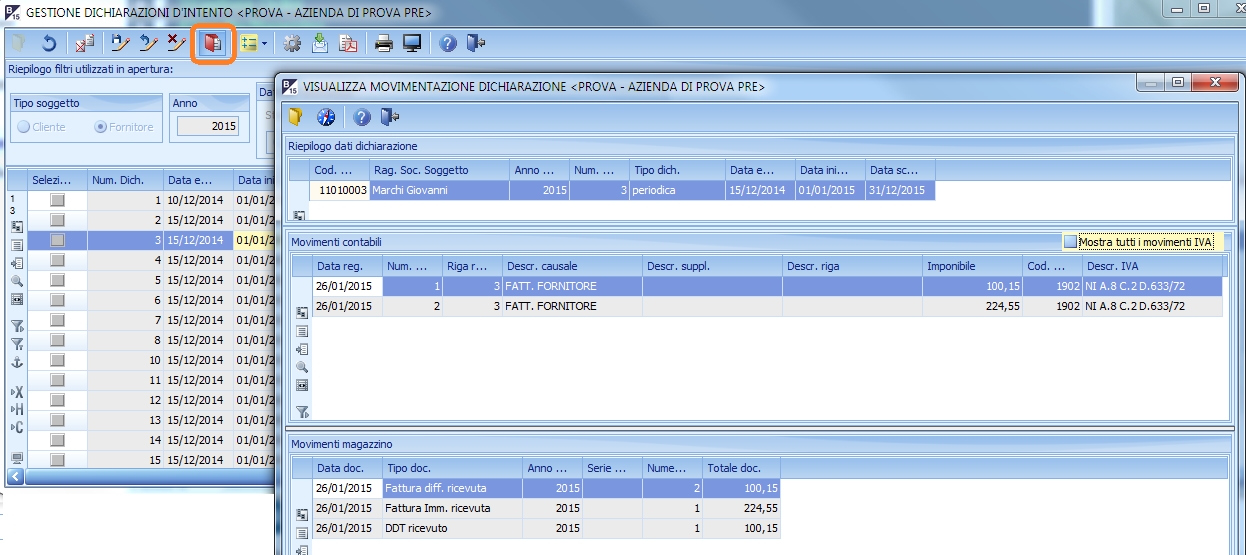 B 15 GESTIONE DICHIARAZIONI D'INTENTO <PROVA - AZIENDA DI PROVA PRE>
Riepilogo filtri utilizzati in apertura:
Tipo soggetto
Cliente Fornitore
Anno
2015
Selezi... Num. Dich. Data e... Data ini
1 10/12/2014 01/01/2
2 15/12/2014 01/01/2
3 15/12/2014 01/01/2
4 15/12/2014 01/01/2
5 15/12/2014 01/01/2
6 15/12/2014 01/01/2
7 15/12/2014 01/01/2
8 15/12/2014 01/01/2
10 15/12/2014 01/01/2
11 15/12/2014 01/01/2
12 15/12/2014 01/01/2
13 15/12/2014 01/01/2
14 15/12/2014 01/01/2
15 15/12/2014 01/01/2
1
3
X
H
C
B 15 VISUALIZZA MOVIMENTAZIONE DICHIARAZIONE <PROVA - AZIENDA DI PROVA PRE>
Riepilogo dati dichiarazione
Cod. ... Rag. Soc. Soggetto Anno ... Num. ... Tipo dich. Data e... Data ini... Data sc...
11010003 Marchi Giovanni 2015 3 periodica 15/12/2014 01/01/2015 31/12/2015
Movimenti contabili Mostra tutti i movimenti IVA
Data reg. Num. ... Riga r... Descr. causale Descr. suppl. Descr. riga Imponibile Cod. ... Descr. IVA
26/01/2015 1 3 FATT. FORNITORE 100,15 1902 NI A.8 C.2 D.633/72
26/01/2015 2 3 FATT. FORNITORE 224,55 1902 NI A.8 C.2 D.633/72
Movimenti magazzino
Data doc. Tipo doc. Anno ... Serie ... Nume... Totale doc.
26/01/2015 Fattura diff. ricevuta 2015 2 100,15
26/01/2015 Fattura Imm. ricevuta 2015 1 224,55
26/01/2015 DDT ricevuto 2015 1 100,15